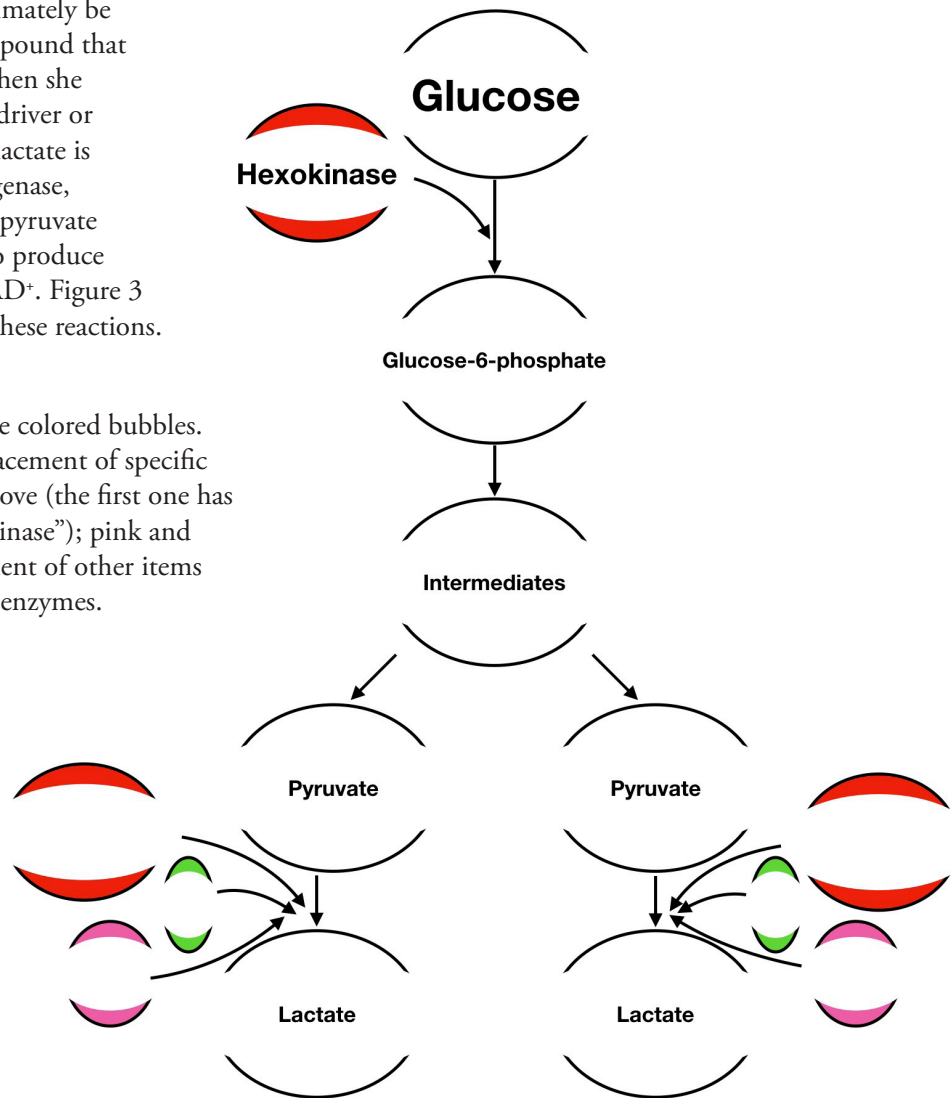 imately be
pound that
hen she
driver or
lactate is
genase,
pyruvate
o produce
AD⁺. Figure 3
hese reactions.
e colored bubbles.
acement of specific
ove (the first one has
inase”); pink and
ent of other items
enzymes.
Glucose
Hexokinase
Glucose-6-phosphate
Intermediates
Pyruvate
Pyruvate
Lactate
Lactate